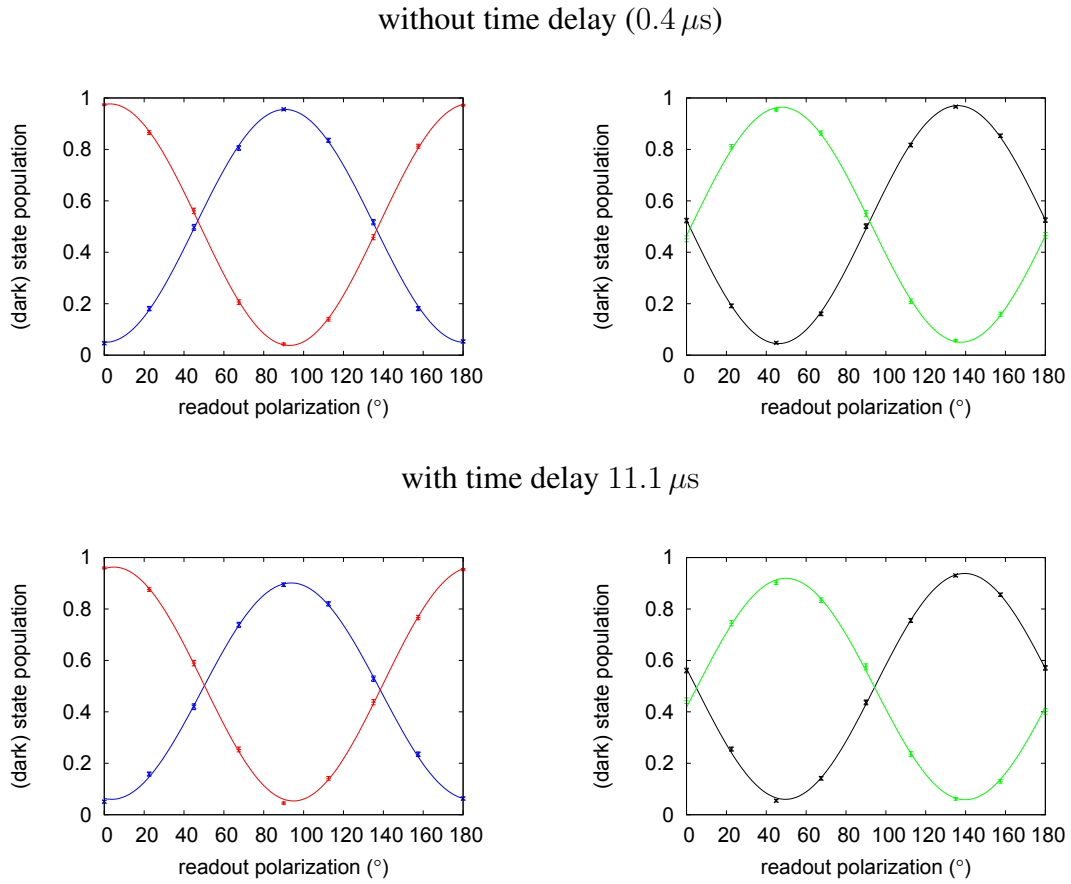 without time delay (0.4 μs)
(dark) state population
1
0.8
0.6
0.4
0.2
0
0 20 40 60 80 100 120 140 160 180
readout polarization (°)
(dark) state population
1
0.8
0.6
0.4
0.2
0
0 20 40 60 80 100 120 140 160 180
readout polarization (°)
with time delay 11.1 μs
(dark) state population
1
0.8
0.6
0.4
0.2
0
0 20 40 60 80 100 120 140 160 180
readout polarization (°)
(dark) state population
1
0.8
0.6
0.4
0.2
0
0 20 40 60 80 100 120 140 160 180
readout polarization (°)